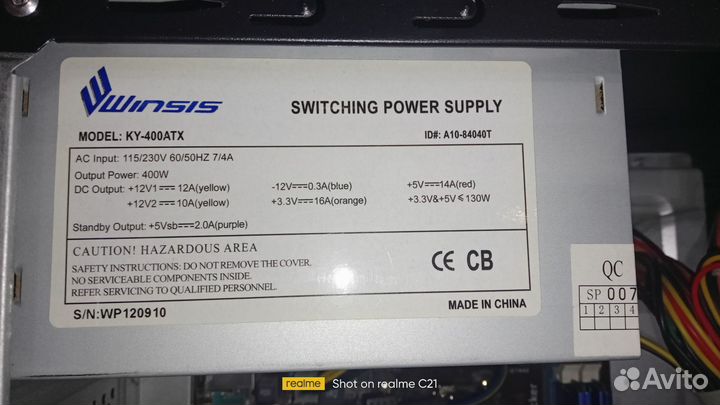 Winsis
SWITCHING POWER SUPPLY
MODEL: KY-400ATX
ID#: A10-84040T
AC Input: 115/230V 60/50HZ 7/4A
Output Power: 400W
DC Output: +12V1⎓12A(yellow) -12V⎓0.3A(blue) +5V⎓14A(red)
+12V2⎓10A(yellow) +3.3V⎓16A(orange) +3.3V&+5V≤130W
Standby Output: +5Vsb⎓2.0A(purple)
CAUTION! HAZARDOUS AREA
SAFETY INSTRUCTIONS: DO NOT REMOVE THE COVER.
NO SERVICEABLE COMPONENTS INSIDE.
REFER SERVICING TO QUALIFIED PERSONNEL.
CE CB
S/N:WP120910
MADE IN CHINA
QC
SP 007
1 2 3 4
realme Shot on realme C21
Avito